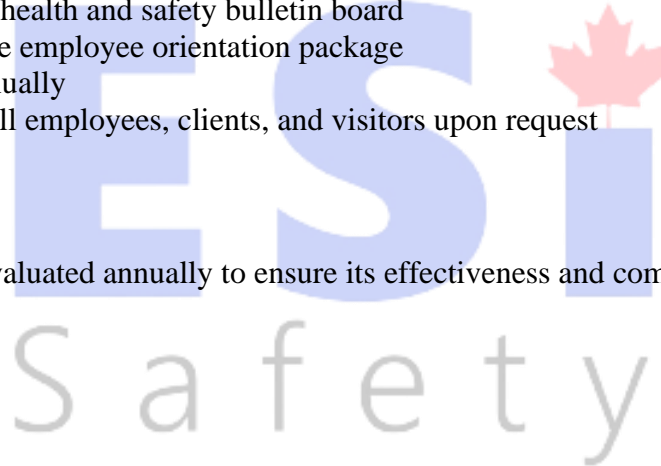 health and safety bulletin board
e employee orientation package
ually
ll employees, clients, and visitors upon request
valuated annually to ensure its effectiveness and com
ESi
Safety